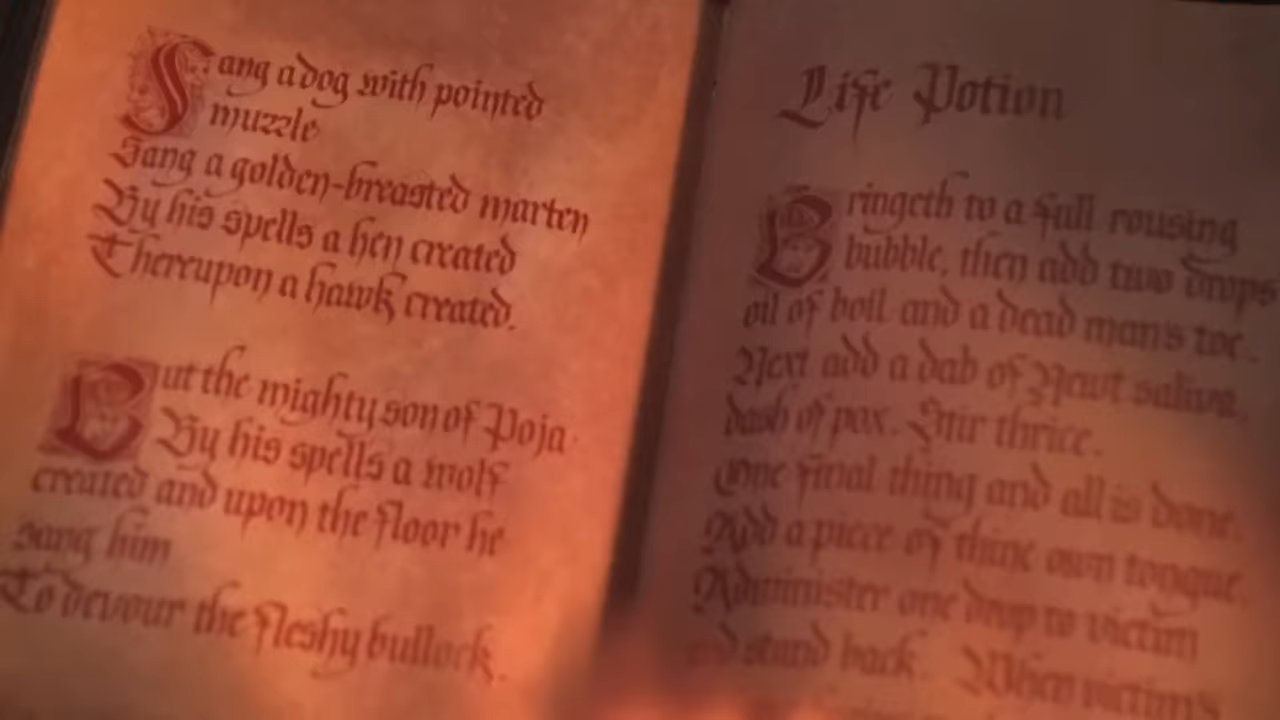 Sang a dog with pointed
muzzle
Sang a golden-breasted marten
By his spells a hen created
Thereupon a hawk created.
But the mighty son of Poja
By his spells a wolf
created and upon the floor he
sang him
To devour the fleshy bullock.
Life Potion
Bringeth to a full rousing
bubble, then add two drops
oil of boil and a dead man's toe.
Next add a dab of Newt saliva,
dash of pox. Stir thrice.
One final thing and all is done.
Add a piece of thine own tongue.
Administer one drop to victim
and stand back. When victim's